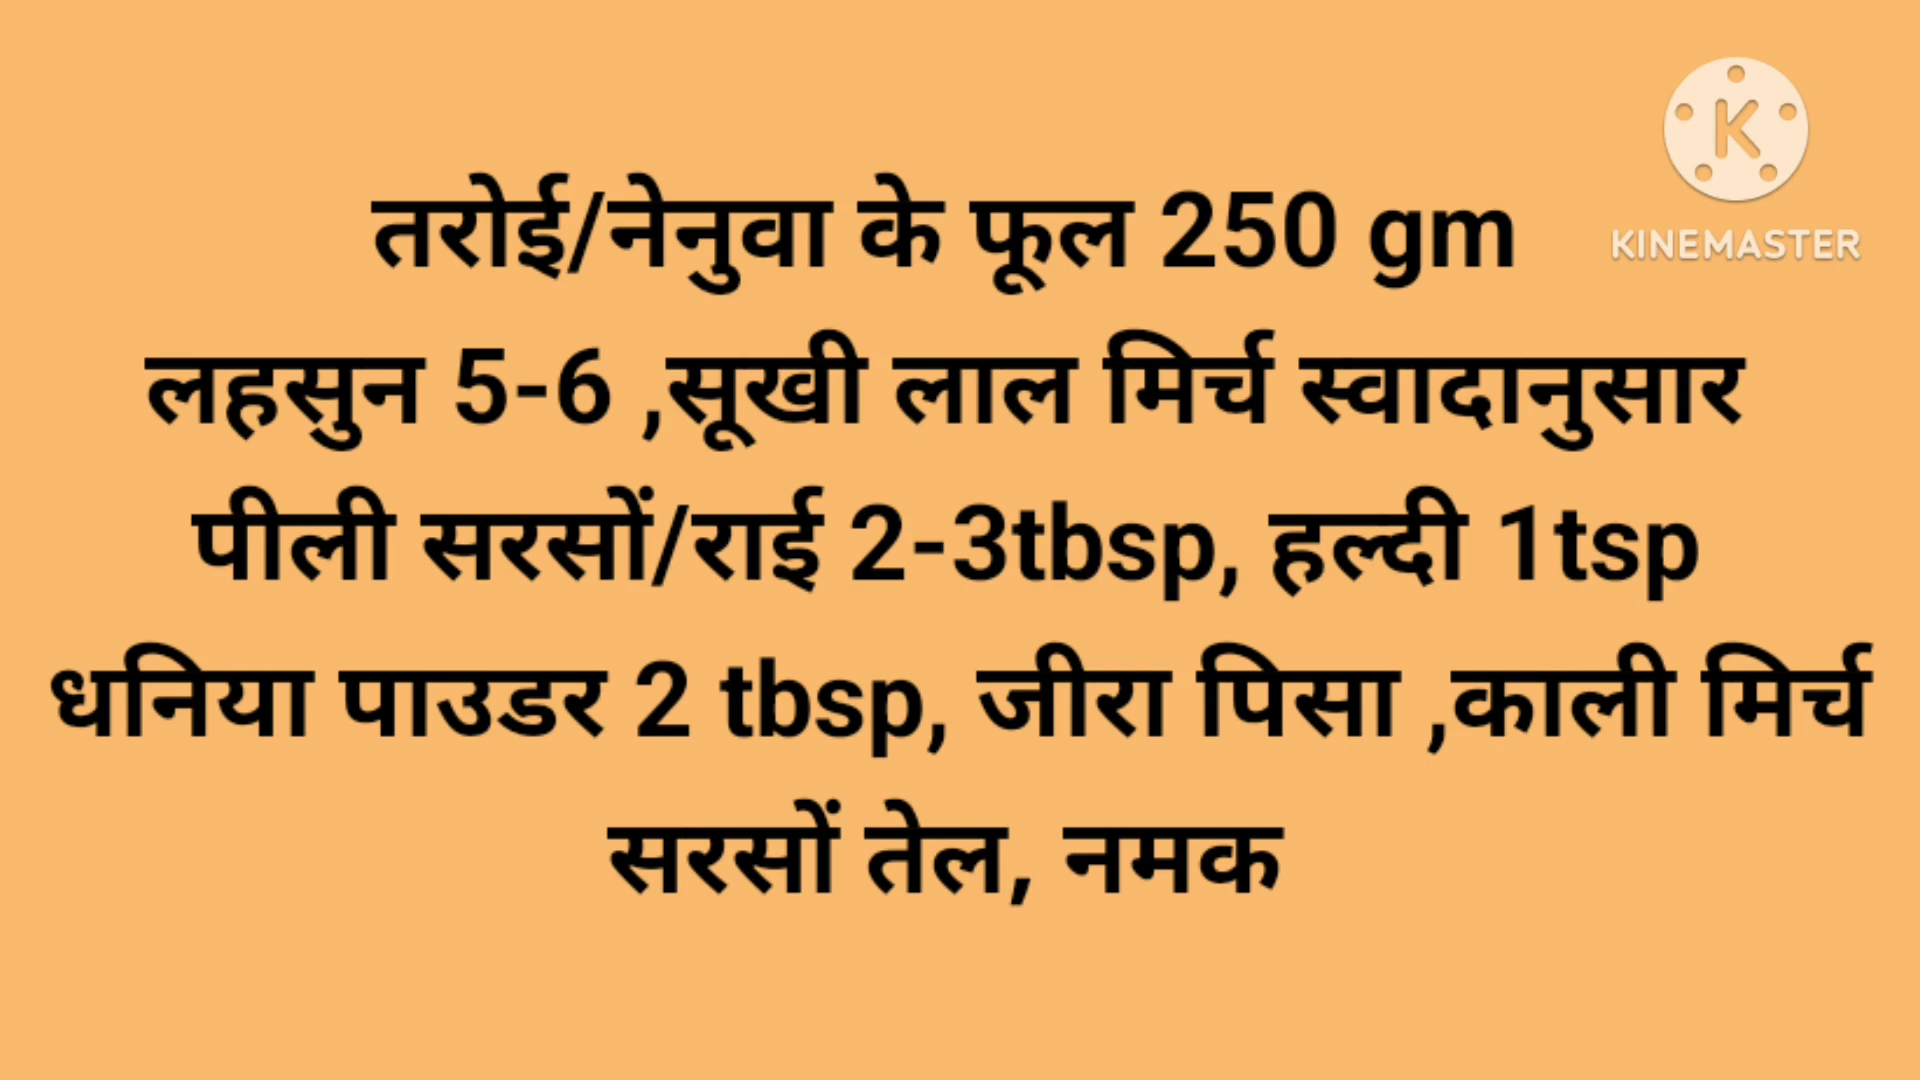 तरोई/नेनुवा के फूल 250 gm
लहसुन 5-6 ,सूखी लाल मिर्च स्वादानुसार
पीली सरसों/राई 2-3tbsp, हल्दी 1tsp
धनिया पाउडर 2 tbsp, जीरा पिसा ,काली मिर्च
सरसों तेल, नमक
K
KINEMASTER